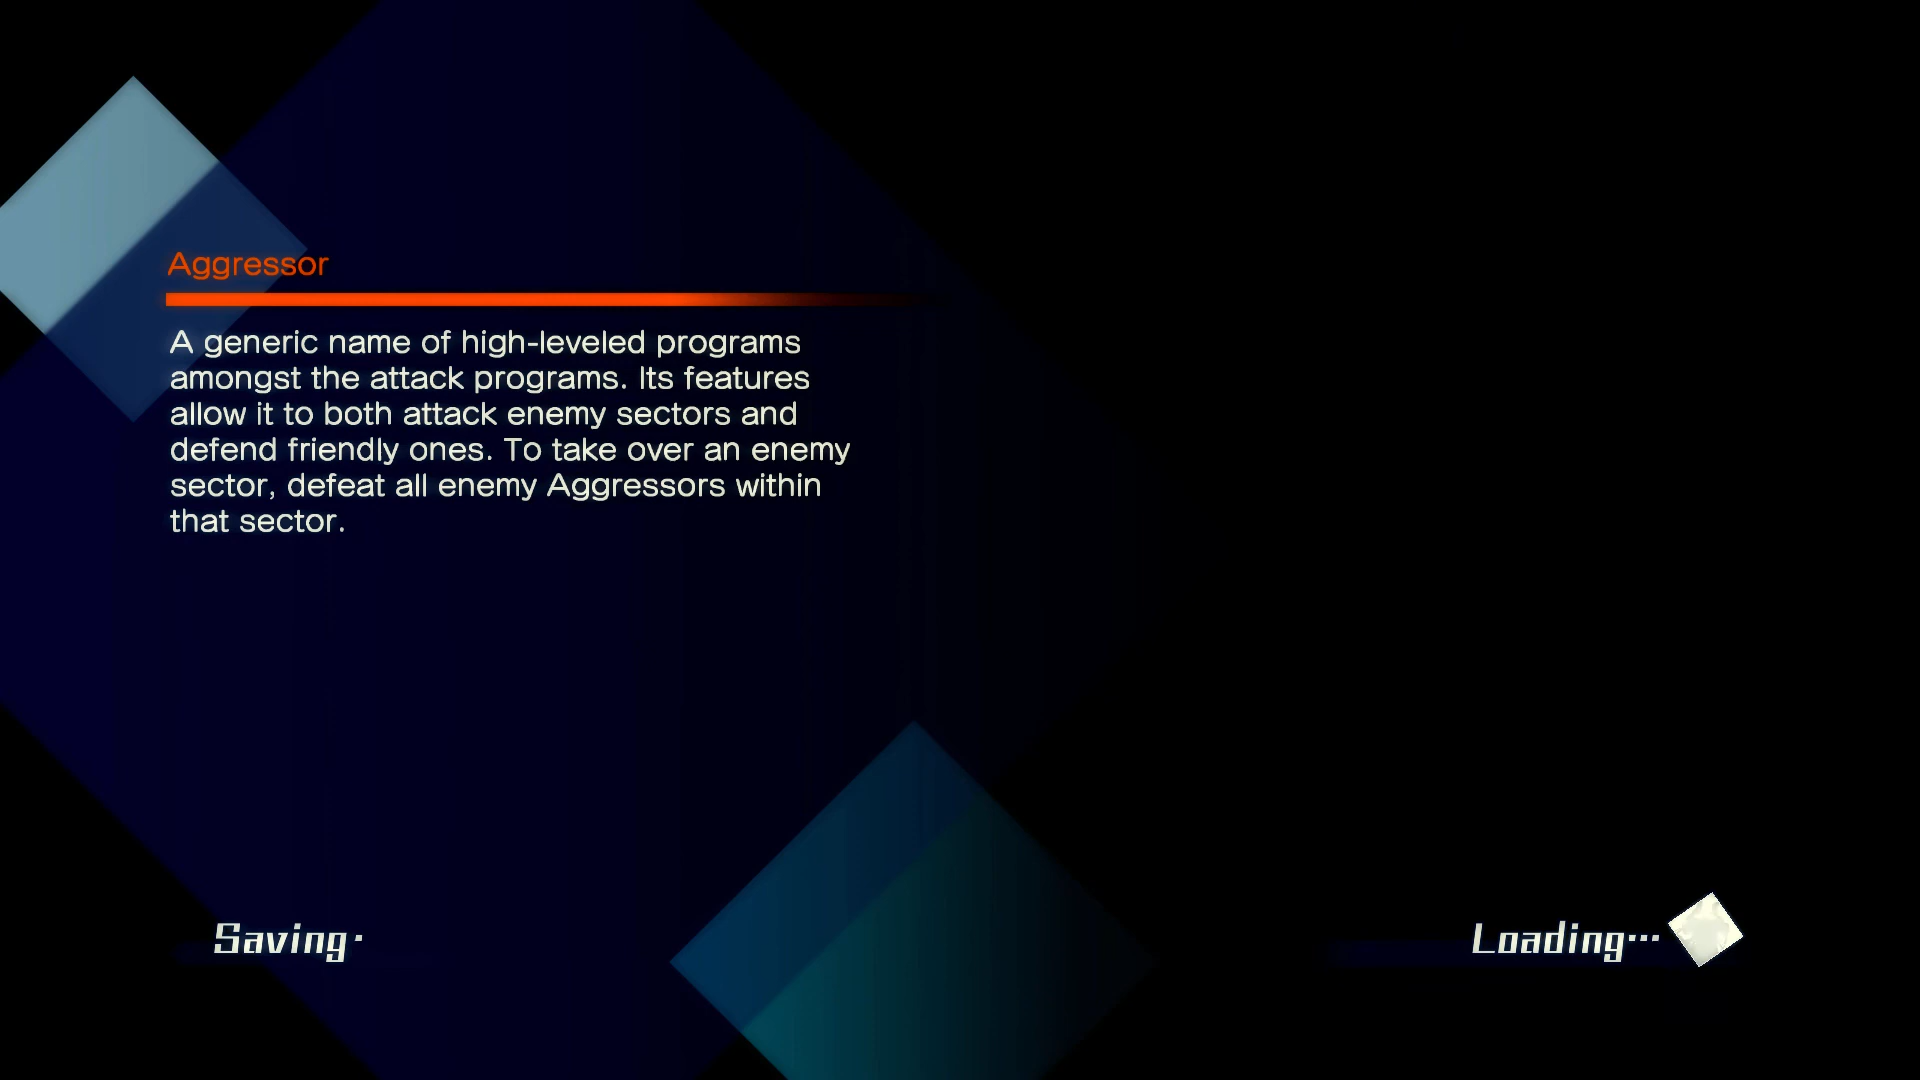 Aggressor
A generic name of high-leveled programs
amongst the attack programs. Its features
allow it to both attack enemy sectors and
defend friendly ones. To take over an enemy
sector, defeat all enemy Aggressors within
that sector.
Saving·
Loading···